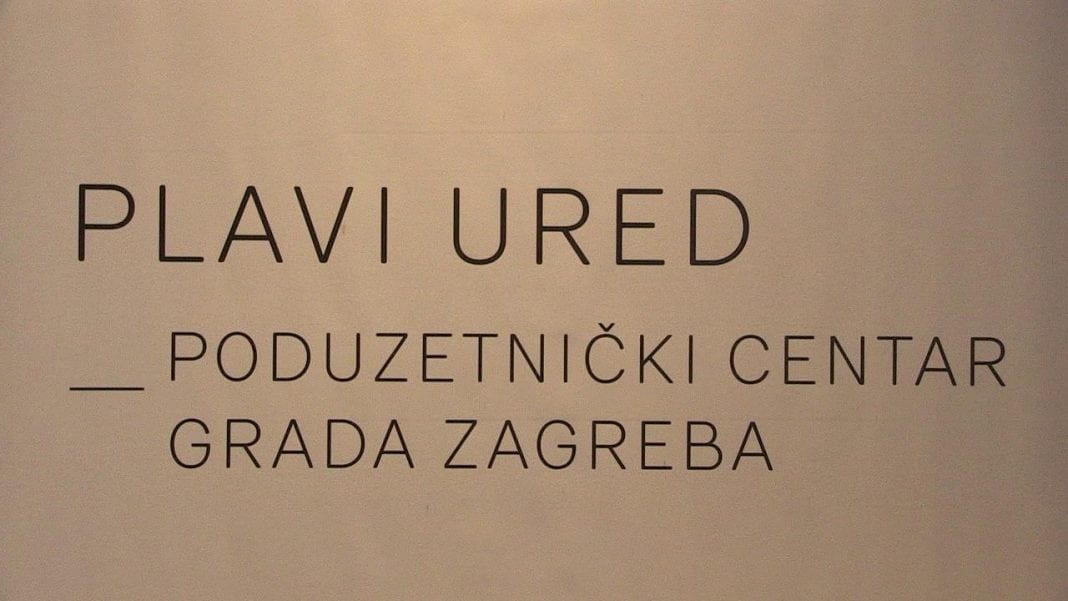 PLAVI URED
__ PODUZETNIČKI CENTAR
GRADA ZAGREBA